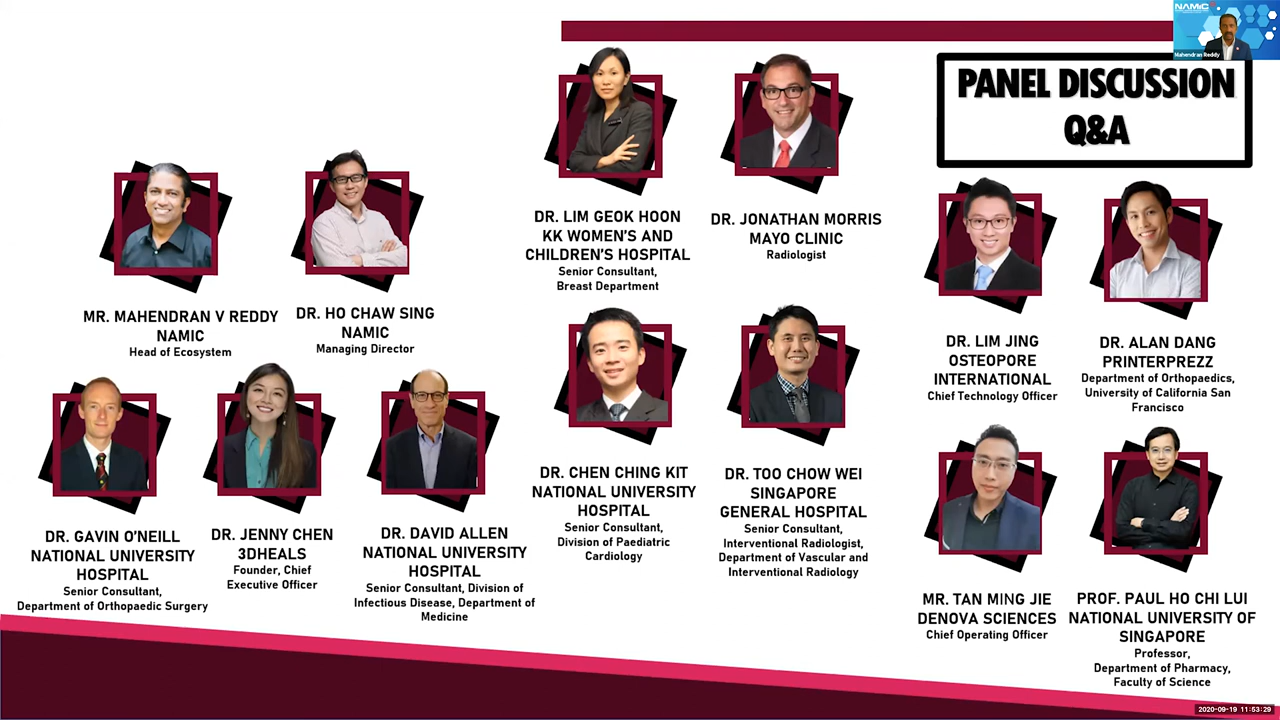 NAMIC
Mahendran Reddy
PANEL DISCUSSION
Q&A
MR. MAHENDRAN V REDDY
NAMIC
Head of Ecosystem
DR. HO CHAW SING
NAMIC
Managing Director
DR. LIM GEOK HOON
KK WOMEN'S AND
CHILDREN'S HOSPITAL
Senior Consultant,
Breast Department
DR. JONATHAN MORRIS
MAYO CLINIC
Radiologist
DR. LIM JING
OSTEOPORE
INTERNATIONAL
Chief Technology Officer
DR. ALAN DANG
PRINTERPREZZ
Department of Orthopaedics,
University of California San
Francisco
DR. GAVIN O'NEILL
NATIONAL UNIVERSITY
HOSPITAL
Senior Consultant,
Department of Orthopaedic Surgery
DR. JENNY CHEN
3DHEALS
Founder, Chief
Executive Officer
DR. DAVID ALLEN
NATIONAL UNIVERSITY
HOSPITAL
Senior Consultant, Division of
Infectious Disease, Department of
Medicine
DR. CHEN CHING KIT
NATIONAL UNIVERSITY
HOSPITAL
Senior Consultant,
Division of Paediatric
Cardiology
DR. TOO CHOW WEI
SINGAPORE
GENERAL HOSPITAL
Senior Consultant,
Interventional Radiologist,
Department of Vascular and
Interventional Radiology
MR. TAN MING JIE
DENOVA SCIENCES
Chief Operating Officer
PROF. PAUL HO CHI LUI
NATIONAL UNIVERSITY OF
SINGAPORE
Professor,
Department of Pharmacy,
Faculty of Science
2020-09-19 11:53:29